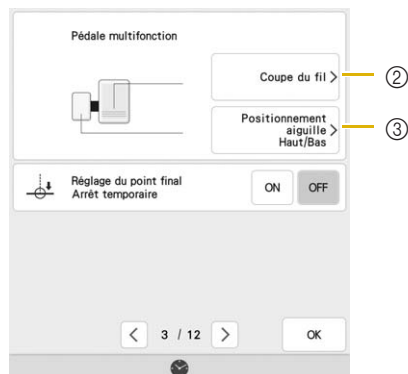 Pédale multifonction
Coupe du fil >
②
Positionnement
aiguille >
Haut/Bas
③
Réglage du point final
Arrêt temporaire
ON
OFF
< 3 / 12 >
OK